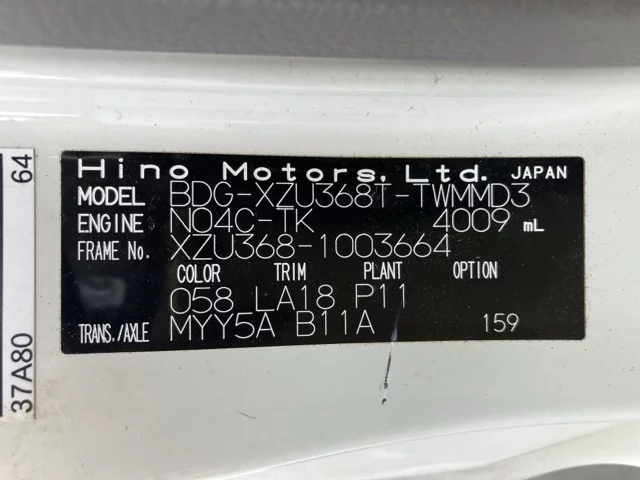 Hino Motors, Ltd. JAPAN
MODEL BDG-XZU368T-TWMMD3
ENGINE N04C-TK 4009 mL
FRAME No. XZU368-1003664
COLOR TRIM PLANT OPTION
058 LA18 P11
TRANS./AXLE MYY5A B11A 159
37A80 64